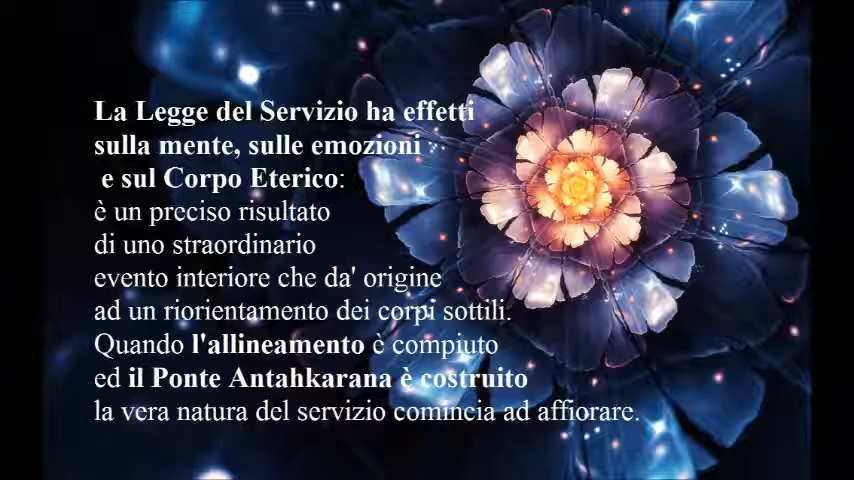 La Legge del Servizio ha effetti
sulla mente, sulle emozioni
e sul Corpo Eterico:
è un preciso risultato
di uno straordinario
evento interiore che da' origine
ad un riorientamento dei corpi sottili.
Quando l'allineamento è compiuto
ed il Ponte Antahkarana è costruito
la vera natura del servizio comincia ad affiorare.